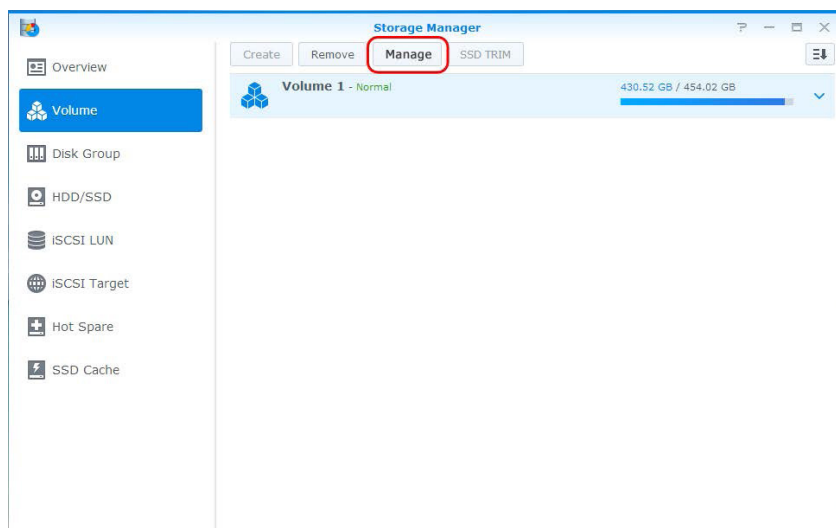 Storage Manager
Overview
Volume
Disk Group
HDD/SSD
iSCSI LUN
iSCSI Target
Hot Spare
SSD Cache
Create Remove Manage SSD TRIM
Volume 1 - Normal 430.52 GB / 454.02 GB